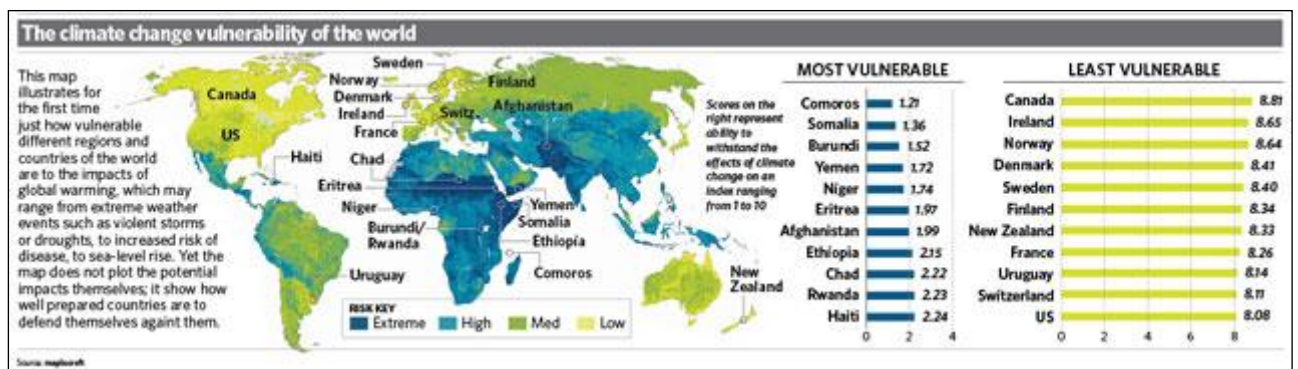 The climate change vulnerability of the world
This map
illustrates for
the first time
just how vulnerable
different regions and
countries of the world
are to the impacts of
global warming, which may
range from extreme weather
events such as violent storms
or droughts, to increased risk of
disease, to sea-level rise. Yet the
map does not plot the potential
impacts themselves; it show how
well prepared countries are to
defend themselves againt them.
Source: maplecroft
Sweden
Norway
Finland
Canada
Denmark
Afghanistan
Ireland
Switz.
US
France
Haiti
Chad
Eritrea
Yemen
Niger
Somalia
Burundi/
Rwanda
Ethiopia
Uruguay
Comoros
New
Zealand
RISK KEY
Extreme High Med Low
Scores on the
right represent
ability to
withstand the
effects of climate
change on an
index ranging
from 1 to 10
MOST VULNERABLE
Comoros 1.21
Somalia 1.36
Burundi 1.52
Yemen 1.72
Niger 1.74
Eritrea 1.97
Afghanistan 1.99
Ethiopia 2.15
Chad 2.22
Rwanda 2.23
Haiti 2.24
0 2 4
LEAST VULNERABLE
Canada 8.81
Ireland 8.65
Norway 8.64
Denmark 8.41
Sweden 8.40
Finland 8.34
New Zealand 8.33
France 8.26
Uruguay 8.14
Switzerland 8.11
US 8.08
0 2 4 6 8